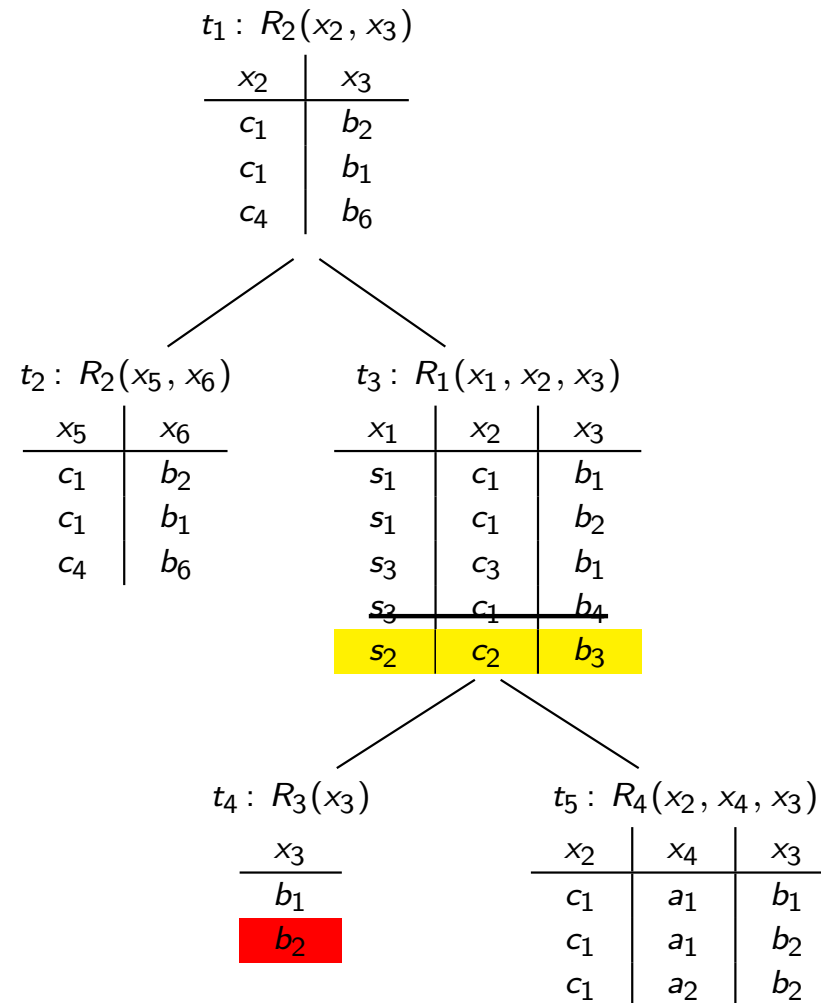 t₁ : R₂(x₂, x₃)
x₂ x₃
c₁ b₂
c₁ b₁
c₄ b₆
t₂ : R₂(x₅, x₆)
x₅ x₆
c₁ b₂
c₁ b₁
c₄ b₆
t₃ : R₁(x₁, x₂, x₃)
x₁ x₂ x₃
s₁ c₁ b₁
s₁ c₁ b₂
s₃ c₃ b₁
s₃ c₁ b₄
s₂ c₂ b₃
t₄ : R₃(x₃)
x₃
b₁
b₂
t₅ : R₄(x₂, x₄, x₃)
x₂ x₄ x₃
c₁ a₁ b₁
c₁ a₁ b₂
c₁ a₂ b₂